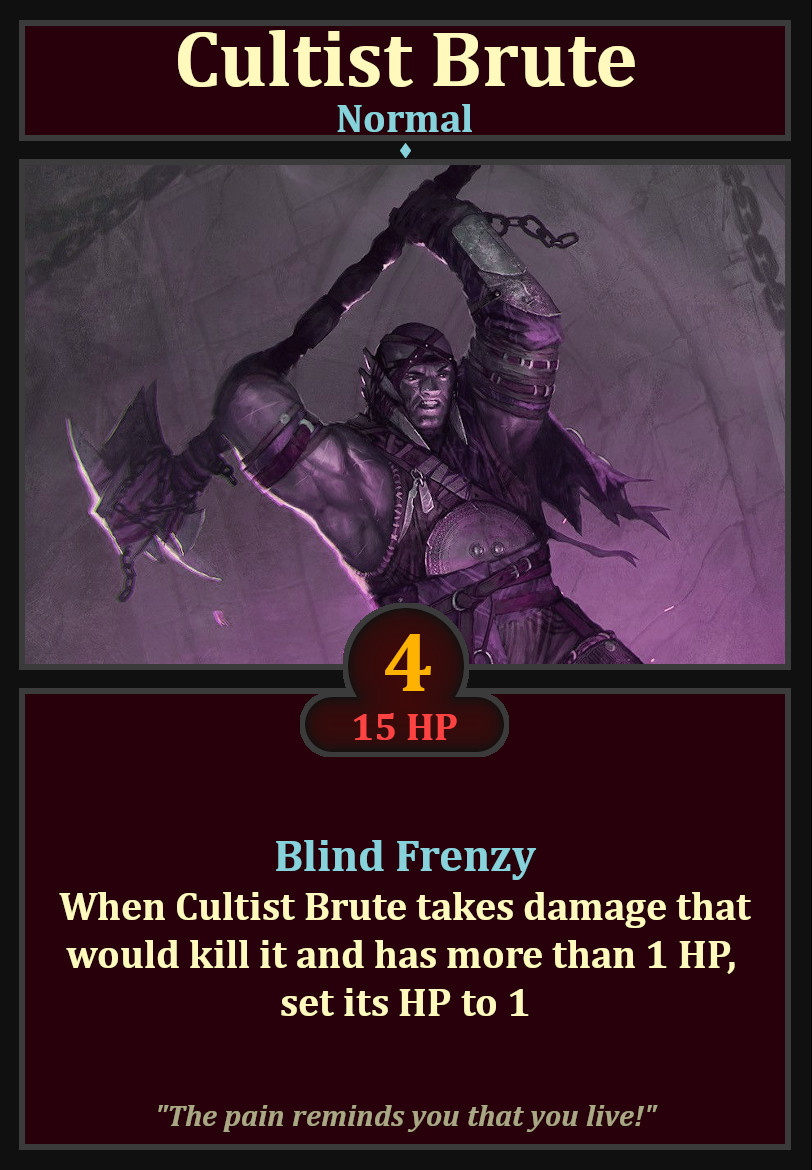 Cultist Brute
Normal
4
15 HP
Blind Frenzy
When Cultist Brute takes damage that
would kill it and has more than 1 HP,
set its HP to 1
"The pain reminds you that you live!"